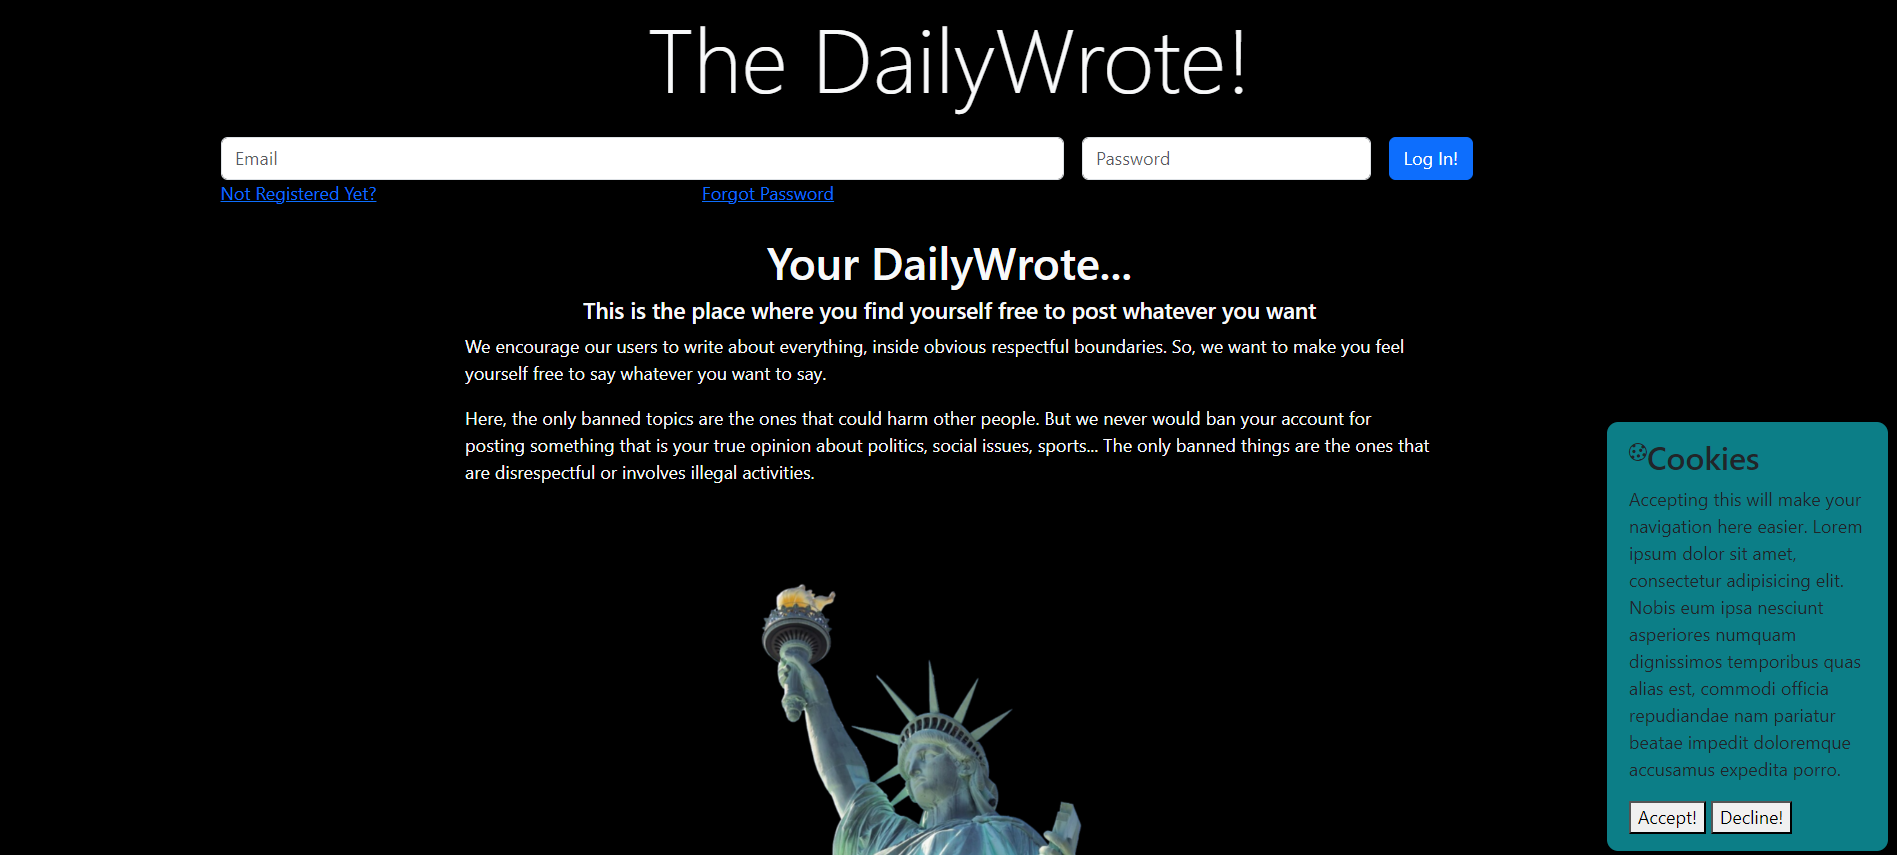 The DailyWrote!
Email
Password
Log In!
Not Registered Yet?
Forgot Password
Your DailyWrote...
This is the place where you find yourself free to post whatever you want
We encourage our users to write about everything, inside obvious respectful boundaries. So, we want to make you feel
yourself free to say whatever you want to say.
Here, the only banned topics are the ones that could harm other people. But we never would ban your account for
posting something that is your true opinion about politics, social issues, sports... The only banned things are the ones that
are disrespectful or involves illegal activities.
Cookies
Accepting this will make your
navigation here easier. Lorem
ipsum dolor sit amet,
consectetur adipisicing elit.
Nobis eum ipsa nesciunt
asperiores numquam
dignissimos temporibus quas
alias est, commodi officia
repudiandae nam pariatur
beatae impedit doloremque
accusamus expedita porro.
Accept!
Decline!